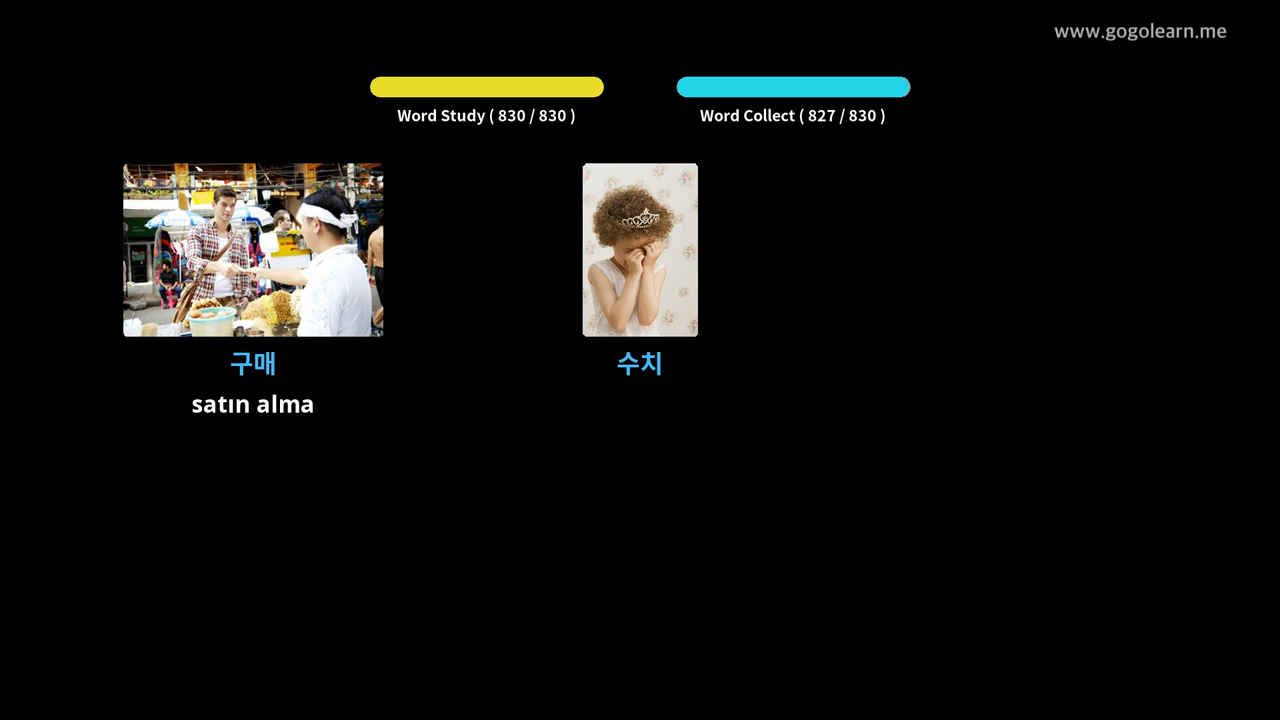 www.gogolearn.me
Word Study ( 830 / 830 )
Word Collect ( 827 / 830 )
구매
수치
satın alma